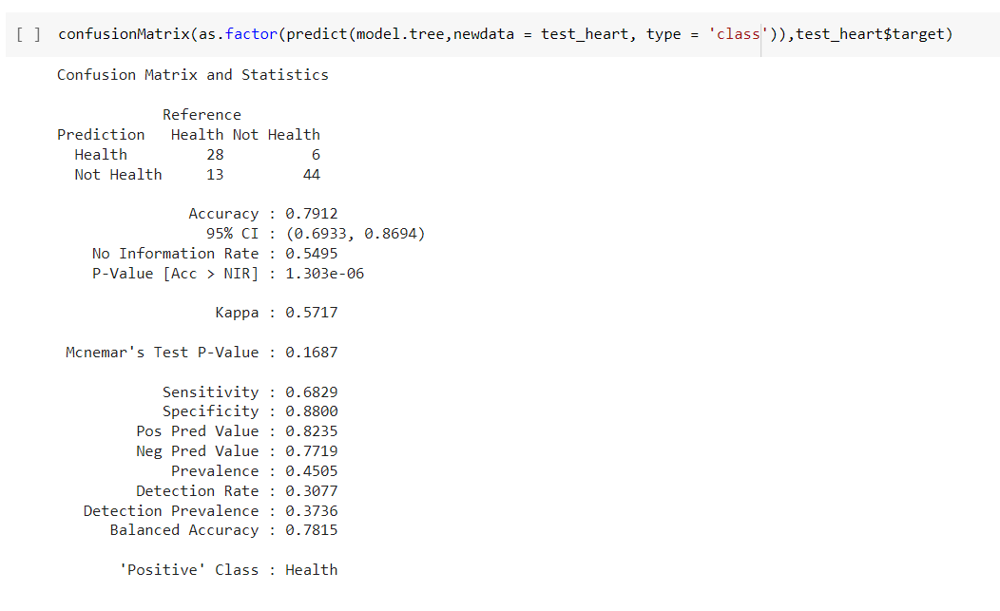 [ ] confusionMatrix(as.factor(predict(model.tree,newdata = test_heart, type = 'class')),test_heart$target)
Confusion Matrix and Statistics
Reference
Prediction Health Not Health
Health 28 6
Not Health 13 44
Accuracy : 0.7912
95% CI : (0.6933, 0.8694)
No Information Rate : 0.5495
P-Value [Acc > NIR] : 1.303e-06
Kappa : 0.5717
Mcnemar's Test P-Value : 0.1687
Sensitivity : 0.6829
Specificity : 0.8800
Pos Pred Value : 0.8235
Neg Pred Value : 0.7719
Prevalence : 0.4505
Detection Rate : 0.3077
Detection Prevalence : 0.3736
Balanced Accuracy : 0.7815
'Positive' Class : Health